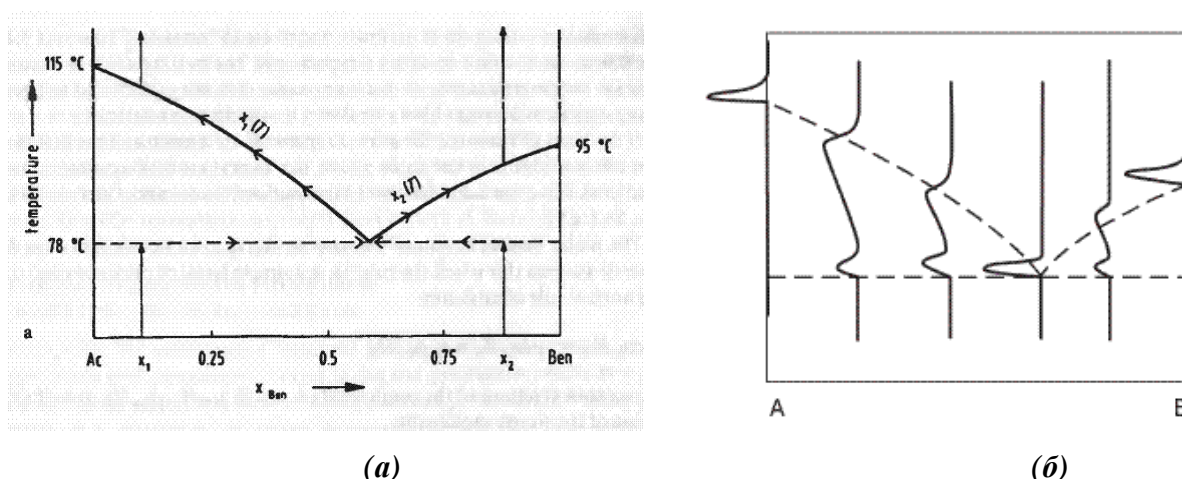 115 °C
x₁(T)
95 °C
temperature
x₂(T)
78 °C
a
Ac x₁ 0.25 0.5 0.75 x₂ Ben
x Ben
A
(а) (б)